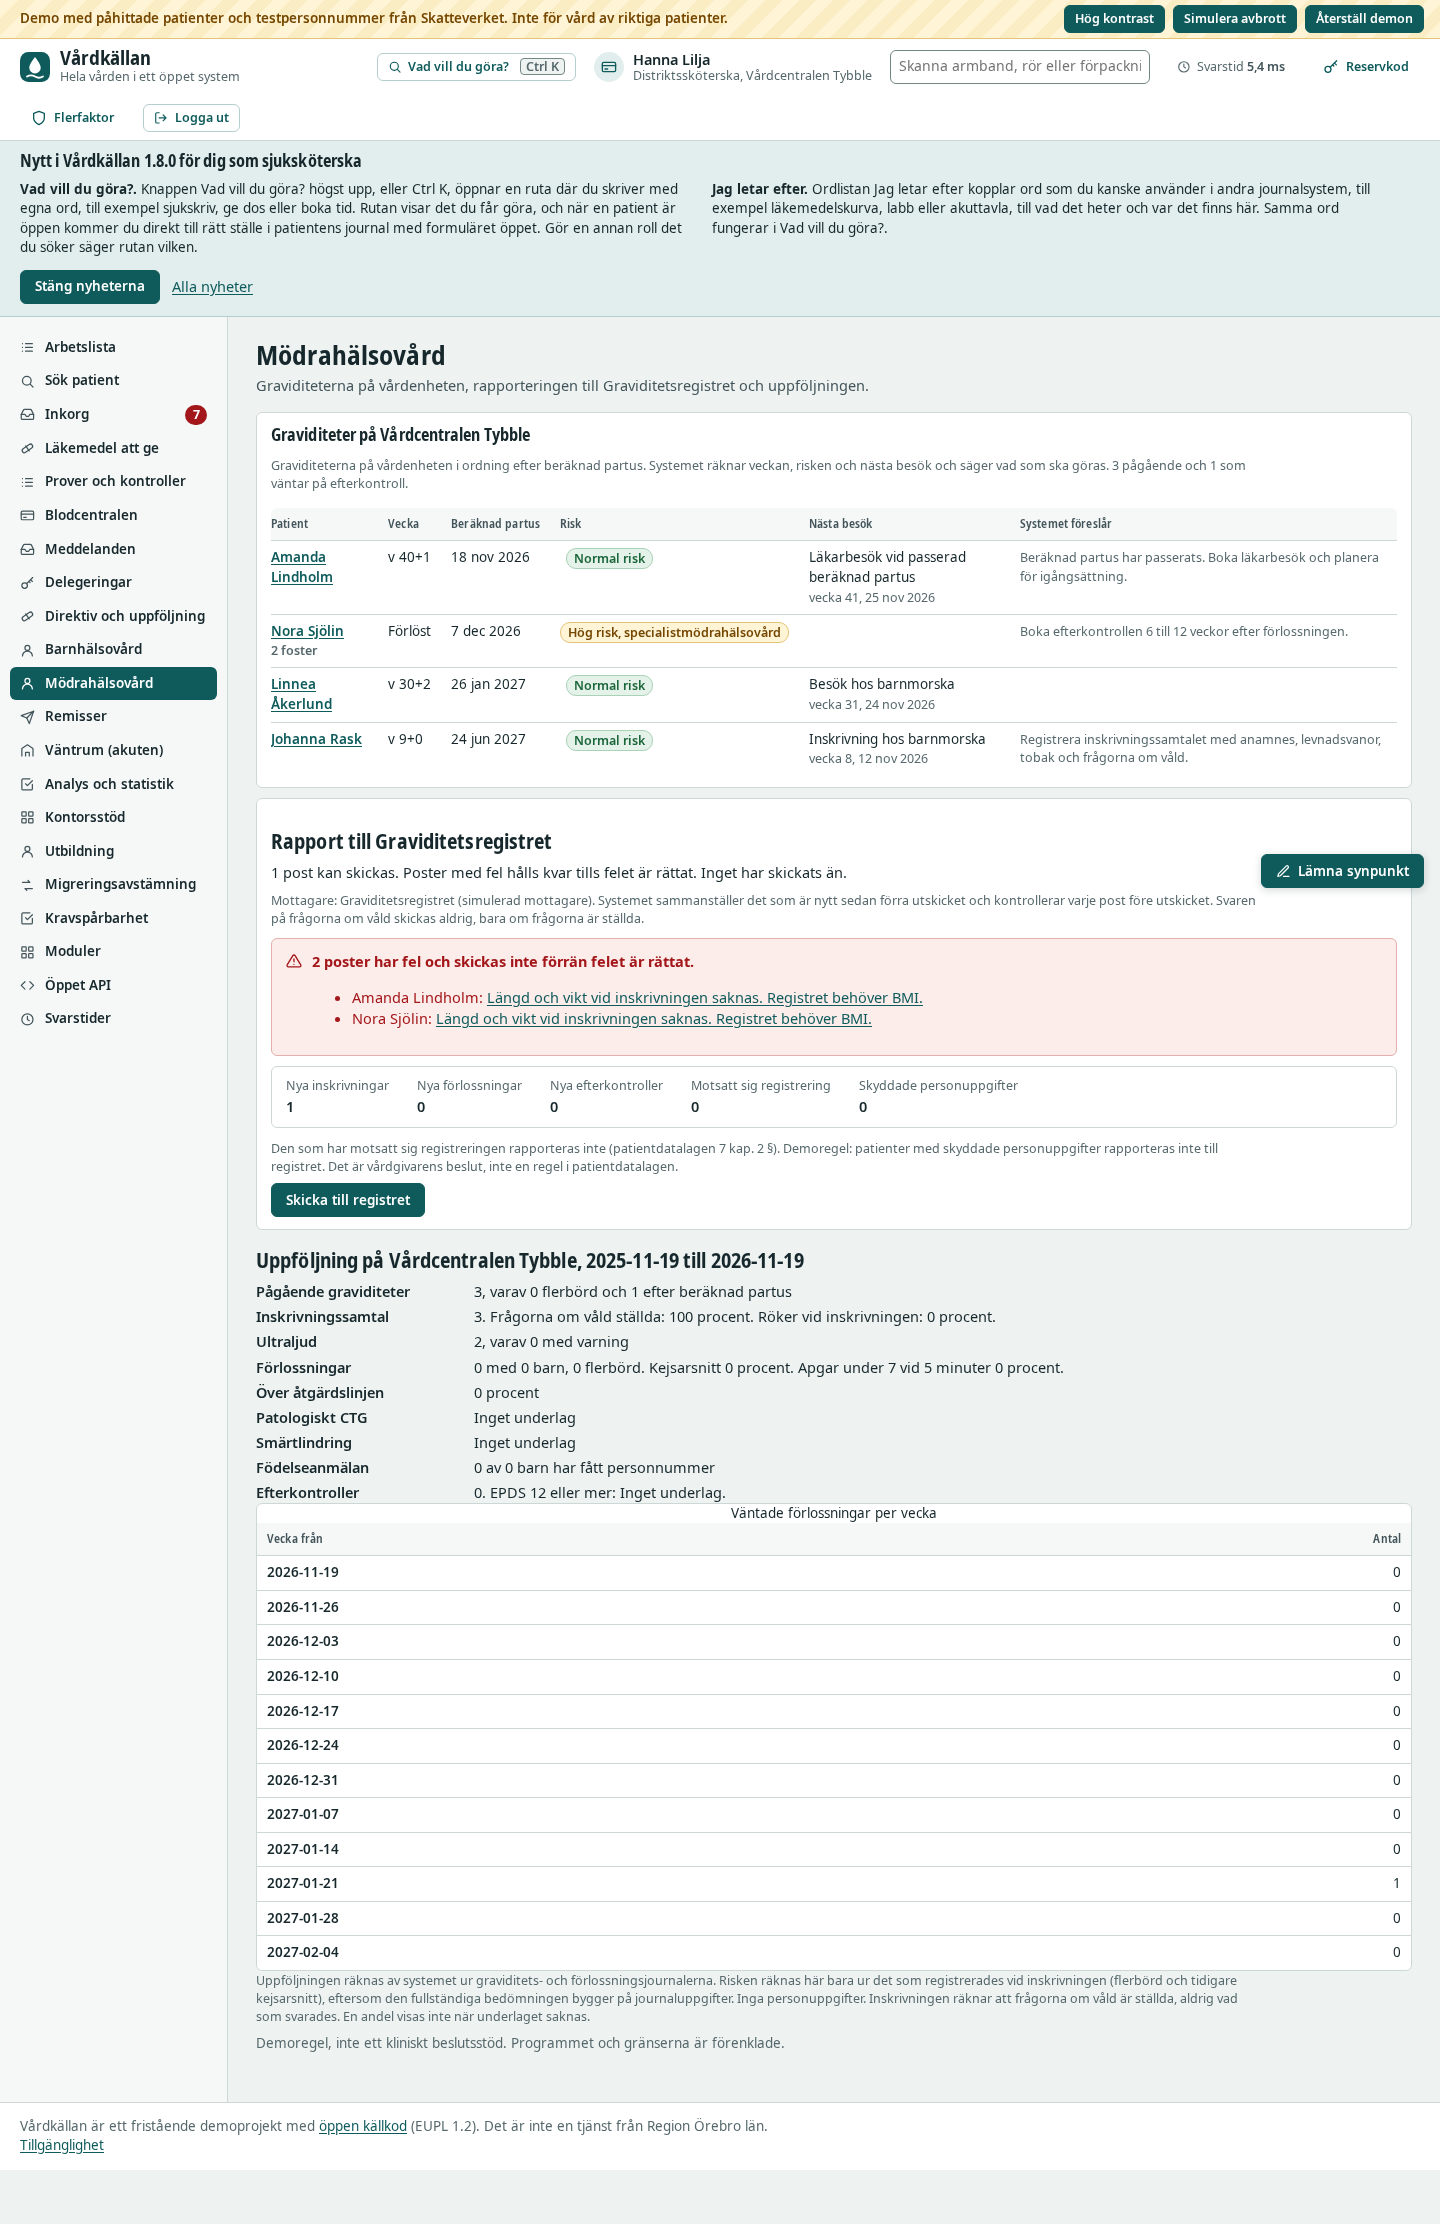 Demo med påhittade patienter och testpersonnummer från Skatteverket. Inte för vård av riktiga patienter.
Hög kontrast
Simulera avbrott
Återställ demon
Vårdkällan
Hela vården i ett öppet system
Vad vill du göra? Ctrl K
Hanna Lilja
Distriktssköterska, Vårdcentralen Tybble
Skanna armband, rör eller förpackni
Svarstid 5,4 ms
Reservkod
Flerfaktor
Logga ut
Nytt i Vårdkällan 1.8.0 för dig som sjuksköterska
Vad vill du göra?. Knappen Vad vill du göra? högst upp, eller Ctrl K, öppnar en ruta där du skriver med
egna ord, till exempel sjukskriv, ge dos eller boka tid. Rutan visar det du får göra, och när en patient är
öppen kommer du direkt till rätt ställe i patientens journal med formuläret öppet. Gör en annan roll det
du söker säger rutan vilken.
Jag letar efter. Ordlistan Jag letar efter kopplar ord som du kanske använder i andra journalsystem, till
exempel läkemedelskurva, labb eller akuttavla, till vad det heter och var det finns här. Samma ord
fungerar i Vad vill du göra?.
Stäng nyheterna
Alla nyheter
Arbetslista
Sök patient
Inkorg 7
Läkemedel att ge
Prover och kontroller
Blodcentralen
Meddelanden
Delegeringar
Direktiv och uppföljning
Barnhälsovård
Mödrahälsovård
Remisser
Väntrum (akuten)
Analys och statistik
Kontorsstöd
Utbildning
Migreringsavstämning
Kravspårbarhet
Moduler
Öppet API
Svarstider
Mödrahälsovård
Graviditeterna på vårdenheten, rapporteringen till Graviditetsregistret och uppföljningen.
Graviditeter på Vårdcentralen Tybble
Graviditeterna på vårdenheten i ordning efter beräknad partus. Systemet räknar veckan, risken och nästa besök och säger vad som ska göras. 3 pågående och 1 som
väntar på efterkontroll.
Patient Vecka Beräknad partus Risk Nästa besök Systemet föreslår
Amanda Lindholm v 40+1 18 nov 2026 Normal risk Läkarbesök vid passerad beräknad partus vecka 41, 25 nov 2026 Beräknad partus har passerats. Boka läkarbesök och planera för igångsättning.
Nora Sjölin 2 foster Förlöst 7 dec 2026 Hög risk, specialistmödrahälsovård Boka efterkontrollen 6 till 12 veckor efter förlossningen.
Linnea Åkerlund v 30+2 26 jan 2027 Normal risk Besök hos barnmorska vecka 31, 24 nov 2026
Johanna Rask v 9+0 24 jun 2027 Normal risk Inskrivning hos barnmorska vecka 8, 12 nov 2026 Registrera inskrivningssamtalet med anamnes, levnadsvanor, tobak och frågorna om våld.
Rapport till Graviditetsregistret
1 post kan skickas. Poster med fel hålls kvar tills felet är rättat. Inget har skickats än.
Lämna synpunkt
Mottagare: Graviditetsregistret (simulerad mottagare). Systemet sammanställer det som är nytt sedan förra utskicket och kontrollerar varje post före utskicket. Svaren
på frågorna om våld skickas aldrig, bara om frågorna är ställda.
2 poster har fel och skickas inte förrän felet är rättat.
Amanda Lindholm: Längd och vikt vid inskrivningen saknas. Registret behöver BMI.
Nora Sjölin: Längd och vikt vid inskrivningen saknas. Registret behöver BMI.
Nya inskrivningar Nya förlossningar Nya efterkontroller Motsatt sig registrering Skyddade personuppgifter
1 0 0 0 0
Den som har motsatt sig registreringen rapporteras inte (patientdatalagen 7 kap. 2 §). Demoregel: patienter med skyddade personuppgifter rapporteras inte till
registret. Det är vårdgivarens beslut, inte en regel i patientdatalagen.
Skicka till registret
Uppföljning på Vårdcentralen Tybble, 2025-11-19 till 2026-11-19
Pågående graviditeter 3, varav 0 flerbörd och 1 efter beräknad partus
Inskrivningssamtal 3. Frågorna om våld ställda: 100 procent. Röker vid inskrivningen: 0 procent.
Ultraljud 2, varav 0 med varning
Förlossningar 0 med 0 barn, 0 flerbörd. Kejsarsnitt 0 procent. Apgar under 7 vid 5 minuter 0 procent.
Över åtgärdslinjen 0 procent
Patologiskt CTG Inget underlag
Smärtlindring Inget underlag
Födelseanmälan 0 av 0 barn har fått personnummer
Efterkontroller 0. EPDS 12 eller mer: Inget underlag.
Väntade förlossningar per vecka
Vecka från Antal
2026-11-19 0
2026-11-26 0
2026-12-03 0
2026-12-10 0
2026-12-17 0
2026-12-24 0
2026-12-31 0
2027-01-07 0
2027-01-14 0
2027-01-21 1
2027-01-28 0
2027-02-04 0
Uppföljningen räknas av systemet ur graviditets- och förlossningsjournalerna. Risken räknas här bara ur det som registrerades vid inskrivningen (flerbörd och tidigare
kejsarsnitt), eftersom den fullständiga bedömningen bygger på journaluppgifter. Inga personuppgifter. Inskrivningen räknar att frågorna om våld är ställda, aldrig vad
som svarades. En andel visas inte när underlaget saknas.
Demoregel, inte ett kliniskt beslutsstöd. Programmet och gränserna är förenklade.
Vårdkällan är ett fristående demoprojekt med öppen källkod (EUPL 1.2). Det är inte en tjänst från Region Örebro län.
Tillgänglighet